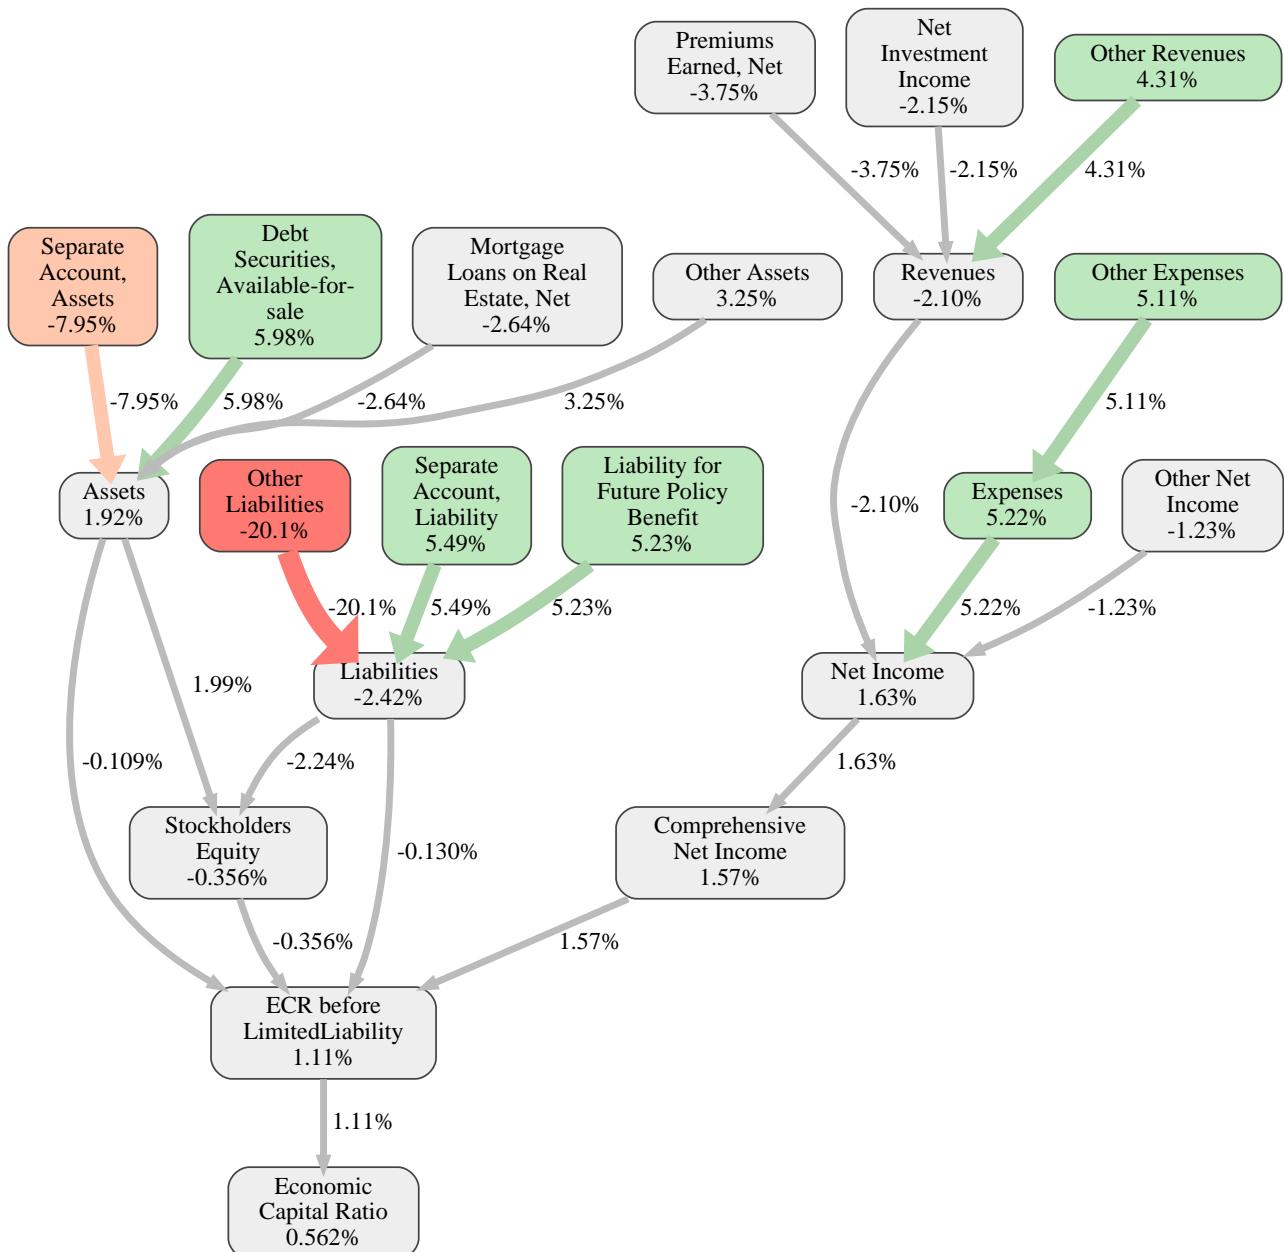 Premiums
Earned, Net
-3.75%
Net
Investment
Income
-2.15%
Other Revenues
4.31%
-3.75%
-2.15%
4.31%
Separate
Account,
Assets
-7.95%
Debt
Securities,
Available-for-
sale
5.98%
Mortgage
Loans on Real
Estate, Net
-2.64%
Other Assets
3.25%
Revenues
-2.10%
Other Expenses
5.11%
-7.95%
5.98%
-2.64%
3.25%
5.11%
Assets
1.92%
Other
Liabilities
-20.1%
Separate
Account,
Liability
5.49%
Liability for
Future Policy
Benefit
5.23%
-2.10%
Expenses
5.22%
Other Net
Income
-1.23%
-20.1%
5.49%
5.23%
5.22%
-1.23%
1.99%
Liabilities
-2.42%
Net Income
1.63%
-0.109%
-2.24%
1.63%
Stockholders
Equity
-0.356%
-0.130%
Comprehensive
Net Income
1.57%
-0.356%
1.57%
ECR before
LimitedLiability
1.11%
1.11%
Economic
Capital Ratio
0.562%